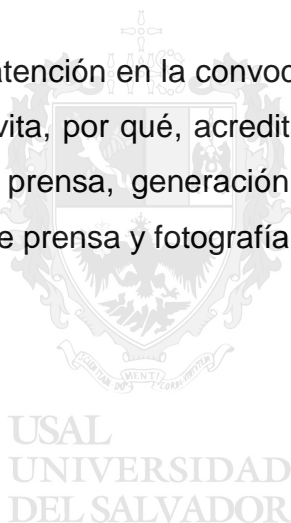 atención en la convoc
vita, por qué, acredit
prensa, generación
e prensa y fotografía
USAL
UNIVERSIDAD
DEL SALVADOR